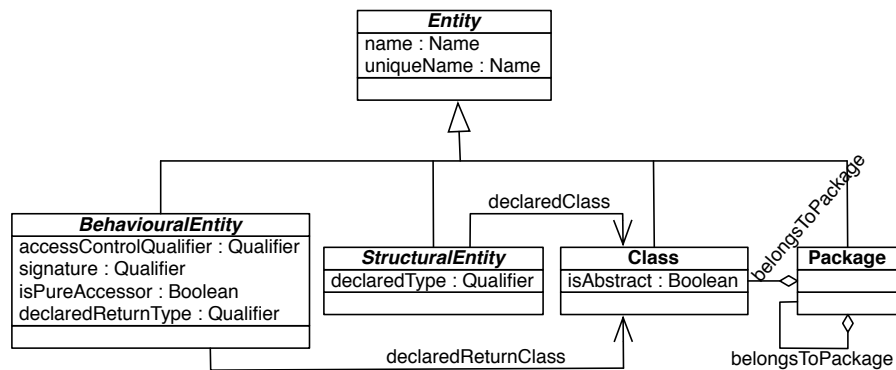 Entity
name : Name
uniqueName : Name
BehaviouralEntity
accessControlQualifier : Qualifier
signature : Qualifier
isPureAccessor : Boolean
declaredReturnType : Qualifier
declaredClass
StructuralEntity
declaredType : Qualifier
Class
isAbstract : Boolean
belongsToPackage
Package
declaredReturnClass
belongsToPackage